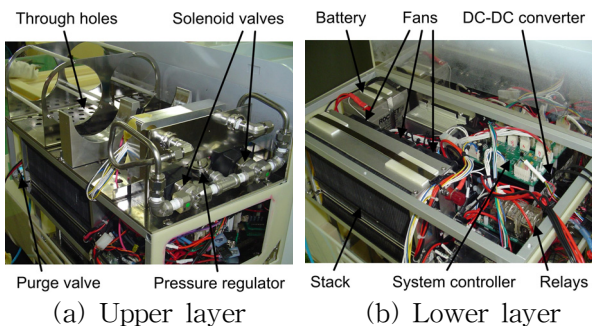 Through holes Solenoid valves
Battery Fans DC-DC converter
Purge valve Pressure regulator
Stack System controller Relays
(a) Upper layer
(b) Lower layer